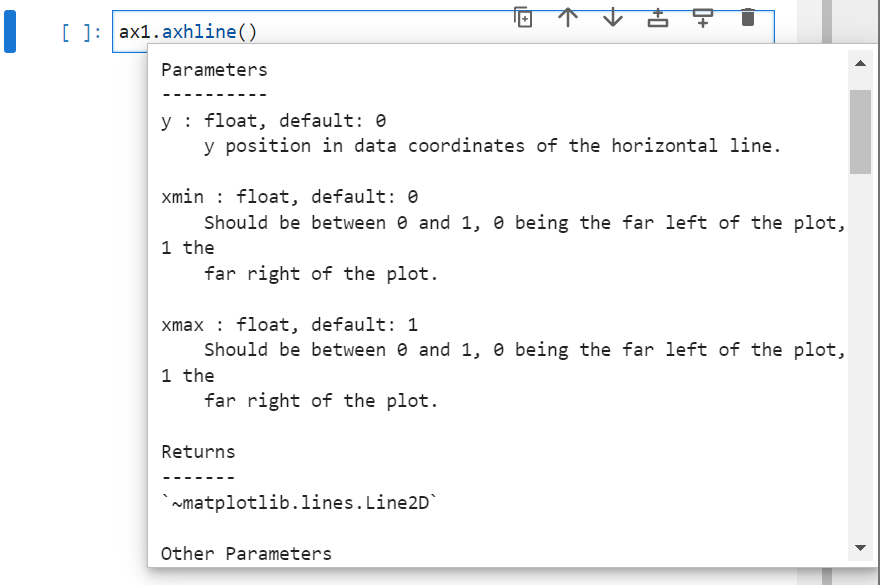 [ ]: ax1.axhline()
Parameters
----------
y : float, default: 0
y position in data coordinates of the horizontal line.
xmin : float, default: 0
Should be between 0 and 1, 0 being the far left of the plot,
1 the
far right of the plot.
xmax : float, default: 1
Should be between 0 and 1, 0 being the far left of the plot,
1 the
far right of the plot.
Returns
-------
`~matplotlib.lines.Line2D`
Other Parameters